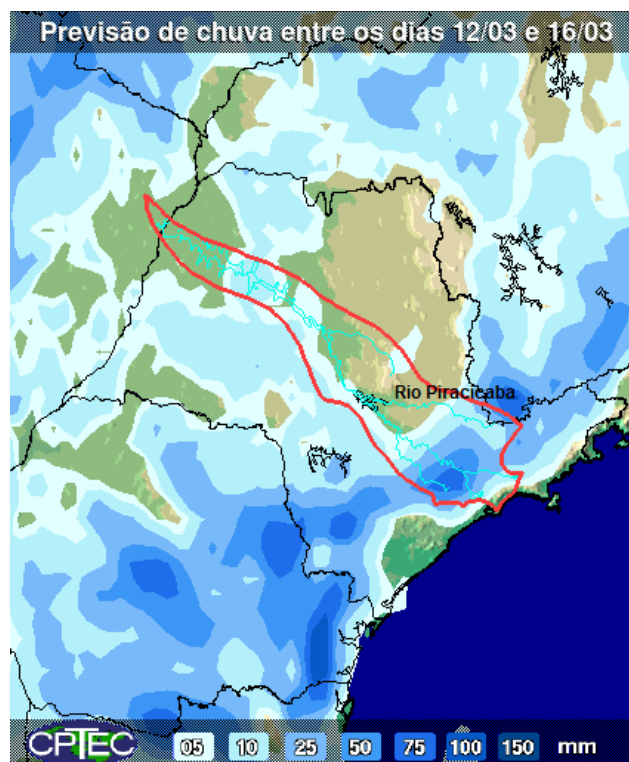 Previsão de chuva entre os dias 12/03 e 16/03
Rio Piracicaba
CPTEC 05 10 25 50 75 100 150 mm